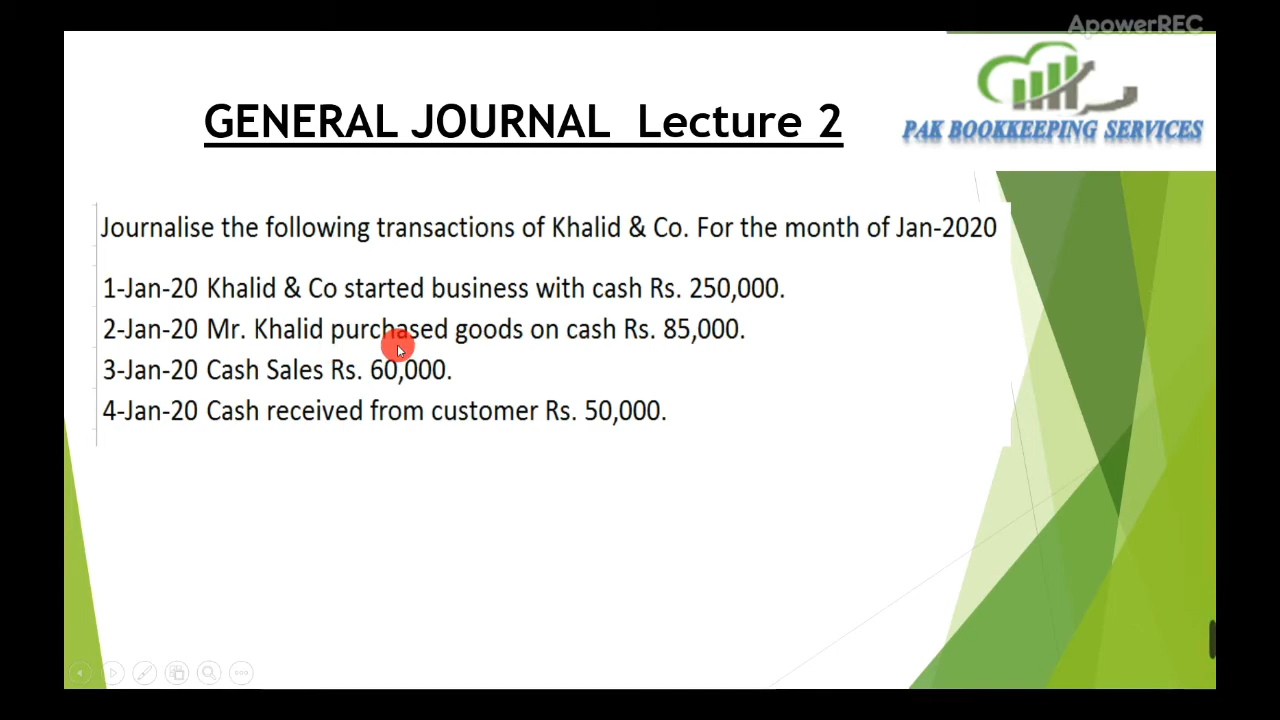 ApowerREC
PAK BOOKKEEPING SERVICES
GENERAL JOURNAL Lecture 2
Journalise the following transactions of Khalid & Co. For the month of Jan-2020
1-Jan-20 Khalid & Co started business with cash Rs. 250,000.
2-Jan-20 Mr. Khalid purchased goods on cash Rs. 85,000.
3-Jan-20 Cash Sales Rs. 60,000.
4-Jan-20 Cash received from customer Rs. 50,000.